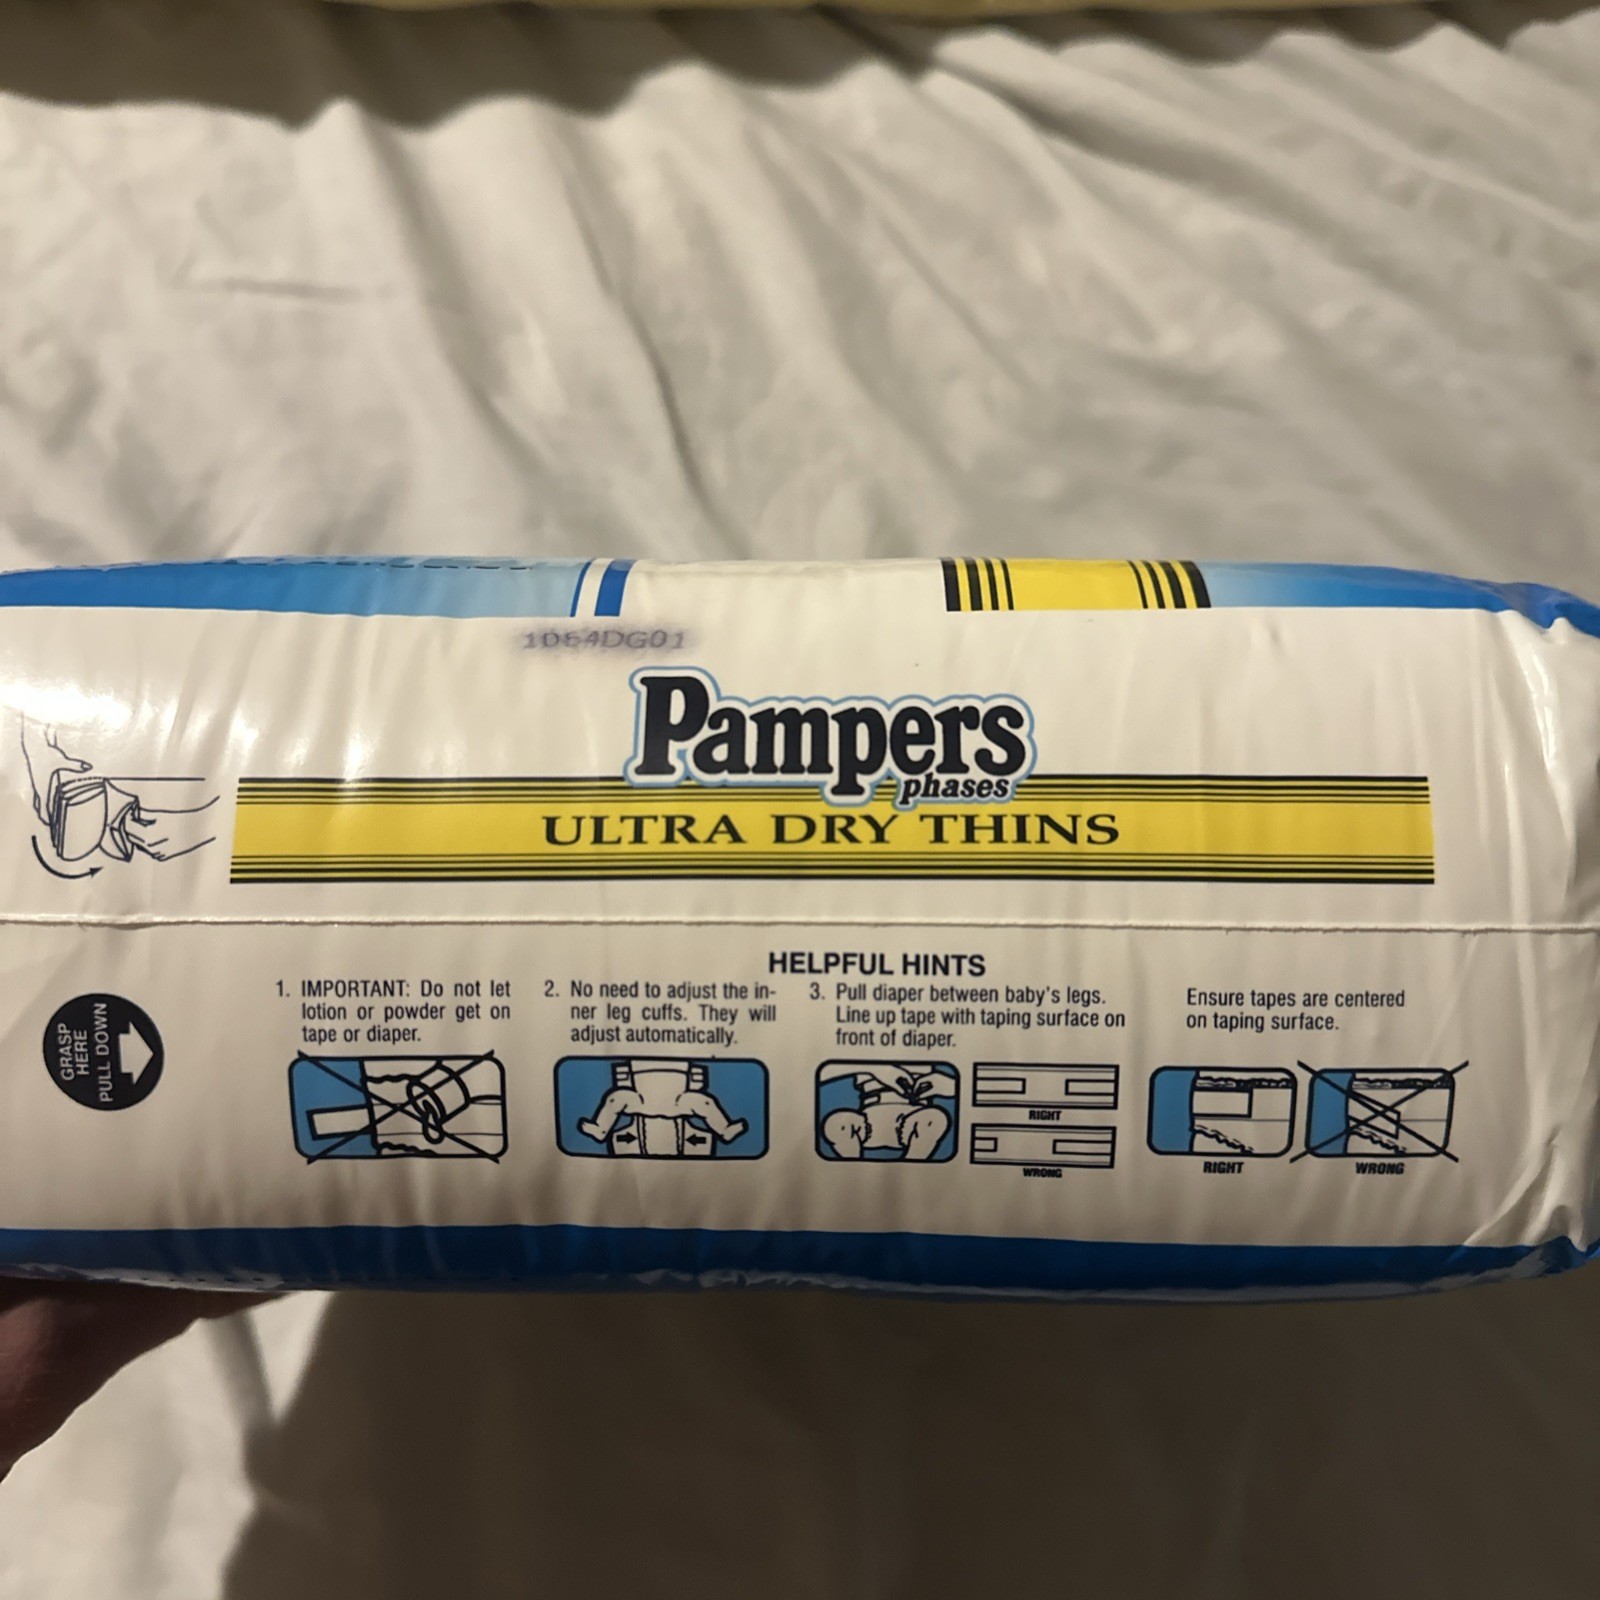 1064DG01
Pampers
phases
ULTRA DRY THINS
HELPFUL HINTS
1. IMPORTANT: Do not let
lotion or powder get on
tape or diaper.
2. No need to adjust the in-
ner leg cuffs. They will
adjust automatically.
3. Pull diaper between baby's legs.
Line up tape with taping surface on
front of diaper.
Ensure tapes are centered
on taping surface.
GRASP
HERE
PULL DOWN
RIGHT
WRONG
RIGHT
WRONG